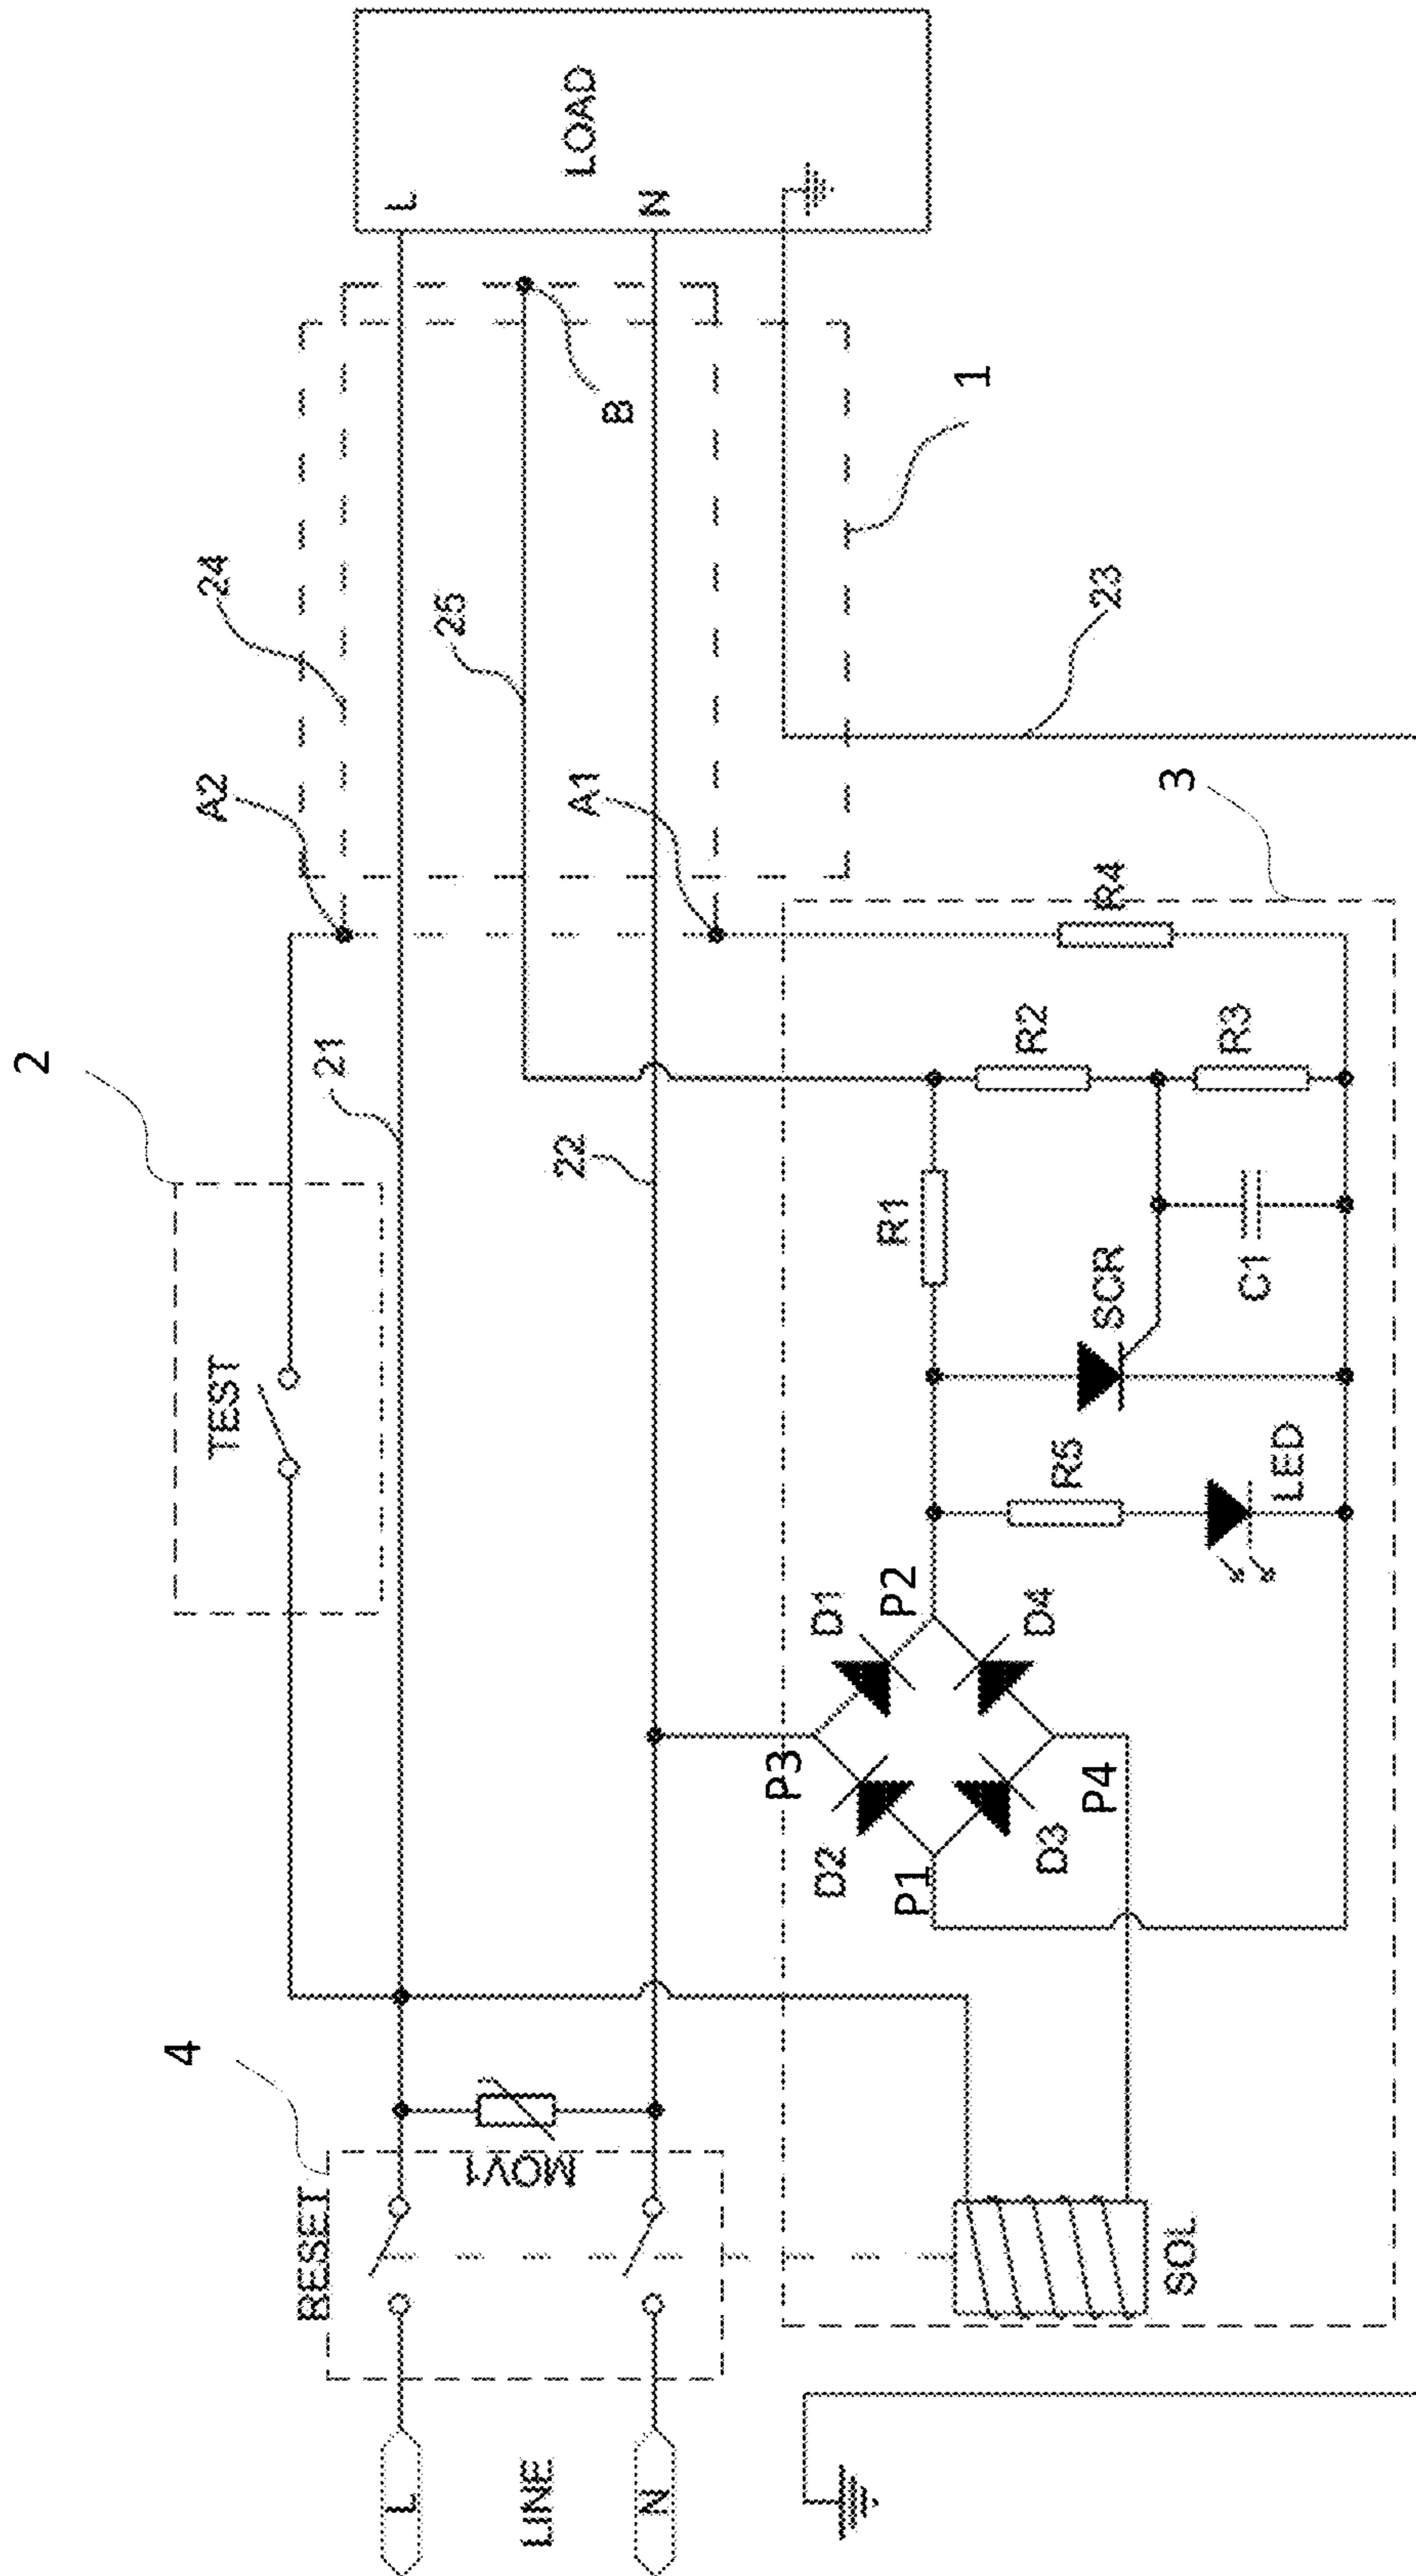 L
LOAD
N
B
1
24
25
23
A2
A1
3
R4
2
21
R2
R3
22
R1
TEST
SCR
C1
R5
LED
D1
P2
D4
P3
P4
D2
P1
D3
4
MOV1
RESET
SOL
L
LINE
N